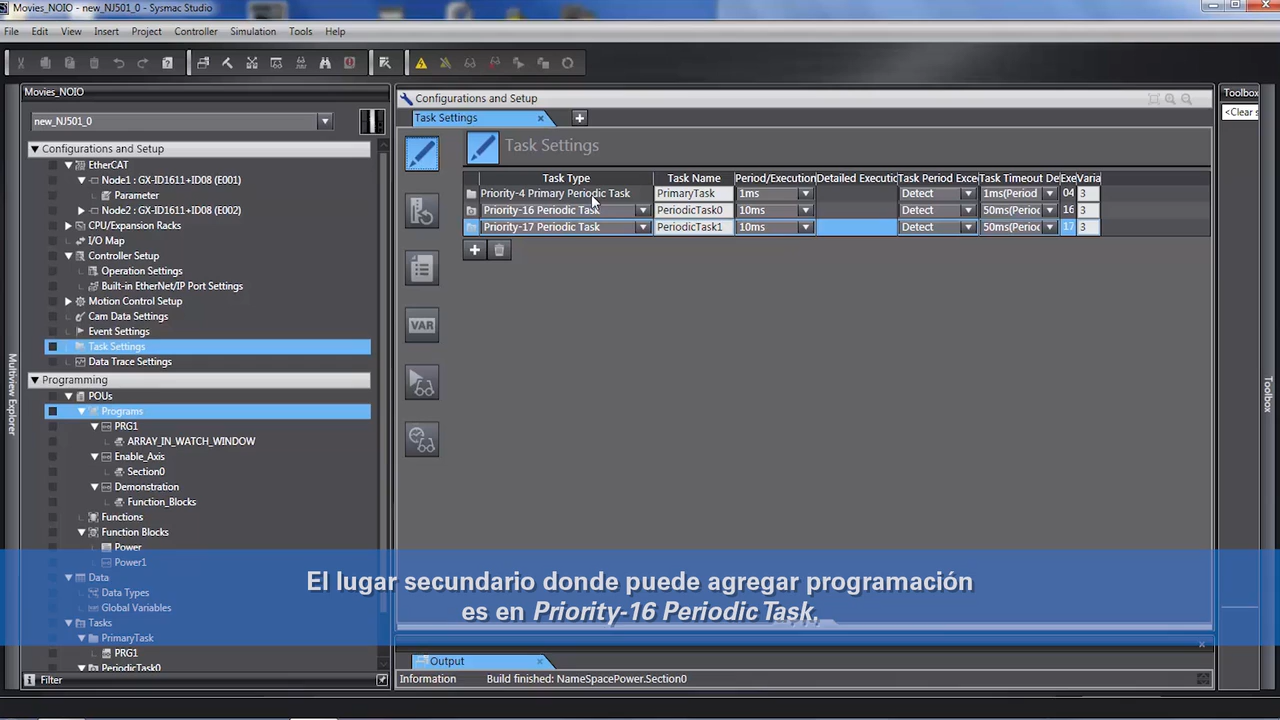 Movies_NOIO - new_NJ501_0 - Sysmac Studio
File Edit View Insert Project Controller Simulation Tools Help
Movies_NOIO
new_NJ501_0
Configurations and Setup
EtherCAT
Node1 : GX-ID1611+ID08 (E001)
Parameter
Node2 : GX-ID1611+ID08 (E002)
CPU/Expansion Racks
I/O Map
Controller Setup
Operation Settings
Built-in EtherNet/IP Port Settings
Motion Control Setup
Cam Data Settings
Event Settings
Task Settings
Data Trace Settings
Programming
POUs
Programs
PRG1
ARRAY_IN_WATCH_WINDOW
Enable_Axis
Section0
Demonstration
Function_Blocks
Functions
Function Blocks
Power
Power1
Data
Data Types
Global Variables
Tasks
PrimaryTask
PRG1
PeriodicTask0
Filter
Multiview Explorer
Configurations and Setup
Task Settings
Task Settings
VAR
Task Type Task Name Period/Execution Detailed Executic Task Period Exce Task Timeout De Exe Varia
Priority-4 Primary Periodic Task PrimaryTask 1ms Detect 1ms(Period 04 3
Priority-16 Periodic Task PeriodicTask0 10ms Detect 50ms(Perioc 16 3
Priority-17 Periodic Task PeriodicTask1 10ms Detect 50ms(Perioc 17 3
El lugar secundario donde puede agregar programación
es en Priority-16 Periodic Task,
Output
Information Build finished: NameSpacePower.Section0
Toolbox
<Clear s
Toolbox